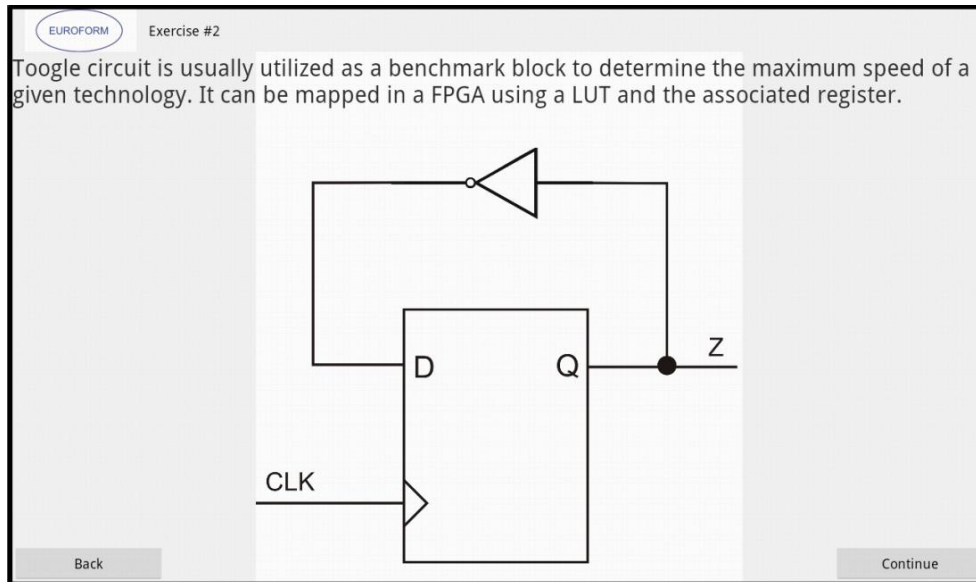 EUROFORM
Exercise #2
Toogle circuit is usually utilized as a benchmark block to determine the maximum speed of a
given technology. It can be mapped in a FPGA using a LUT and the associated register.
Z
D
Q
CLK
Back
Continue